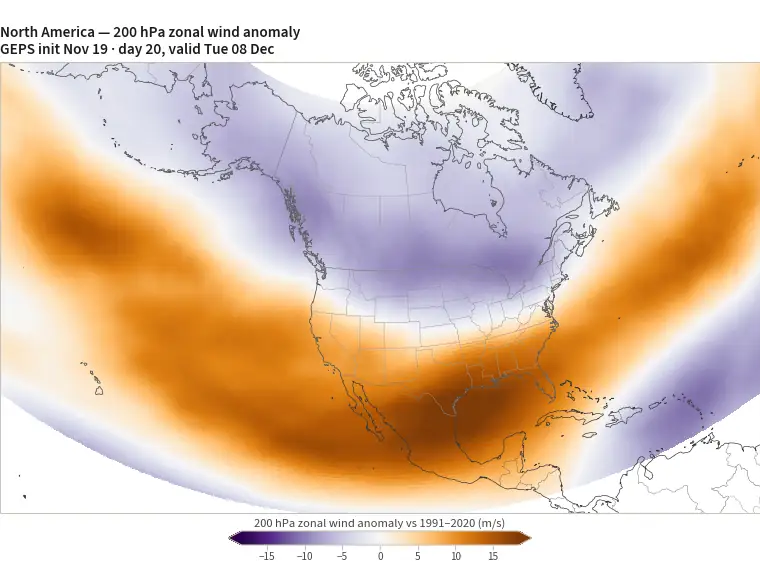 North America — 200 hPa zonal wind anomaly
GEPS init Nov 19 · day 20, valid Tue 08 Dec
200 hPa zonal wind anomaly vs 1991–2020 (m/s)
−15 −10 −5 0 5 10 15